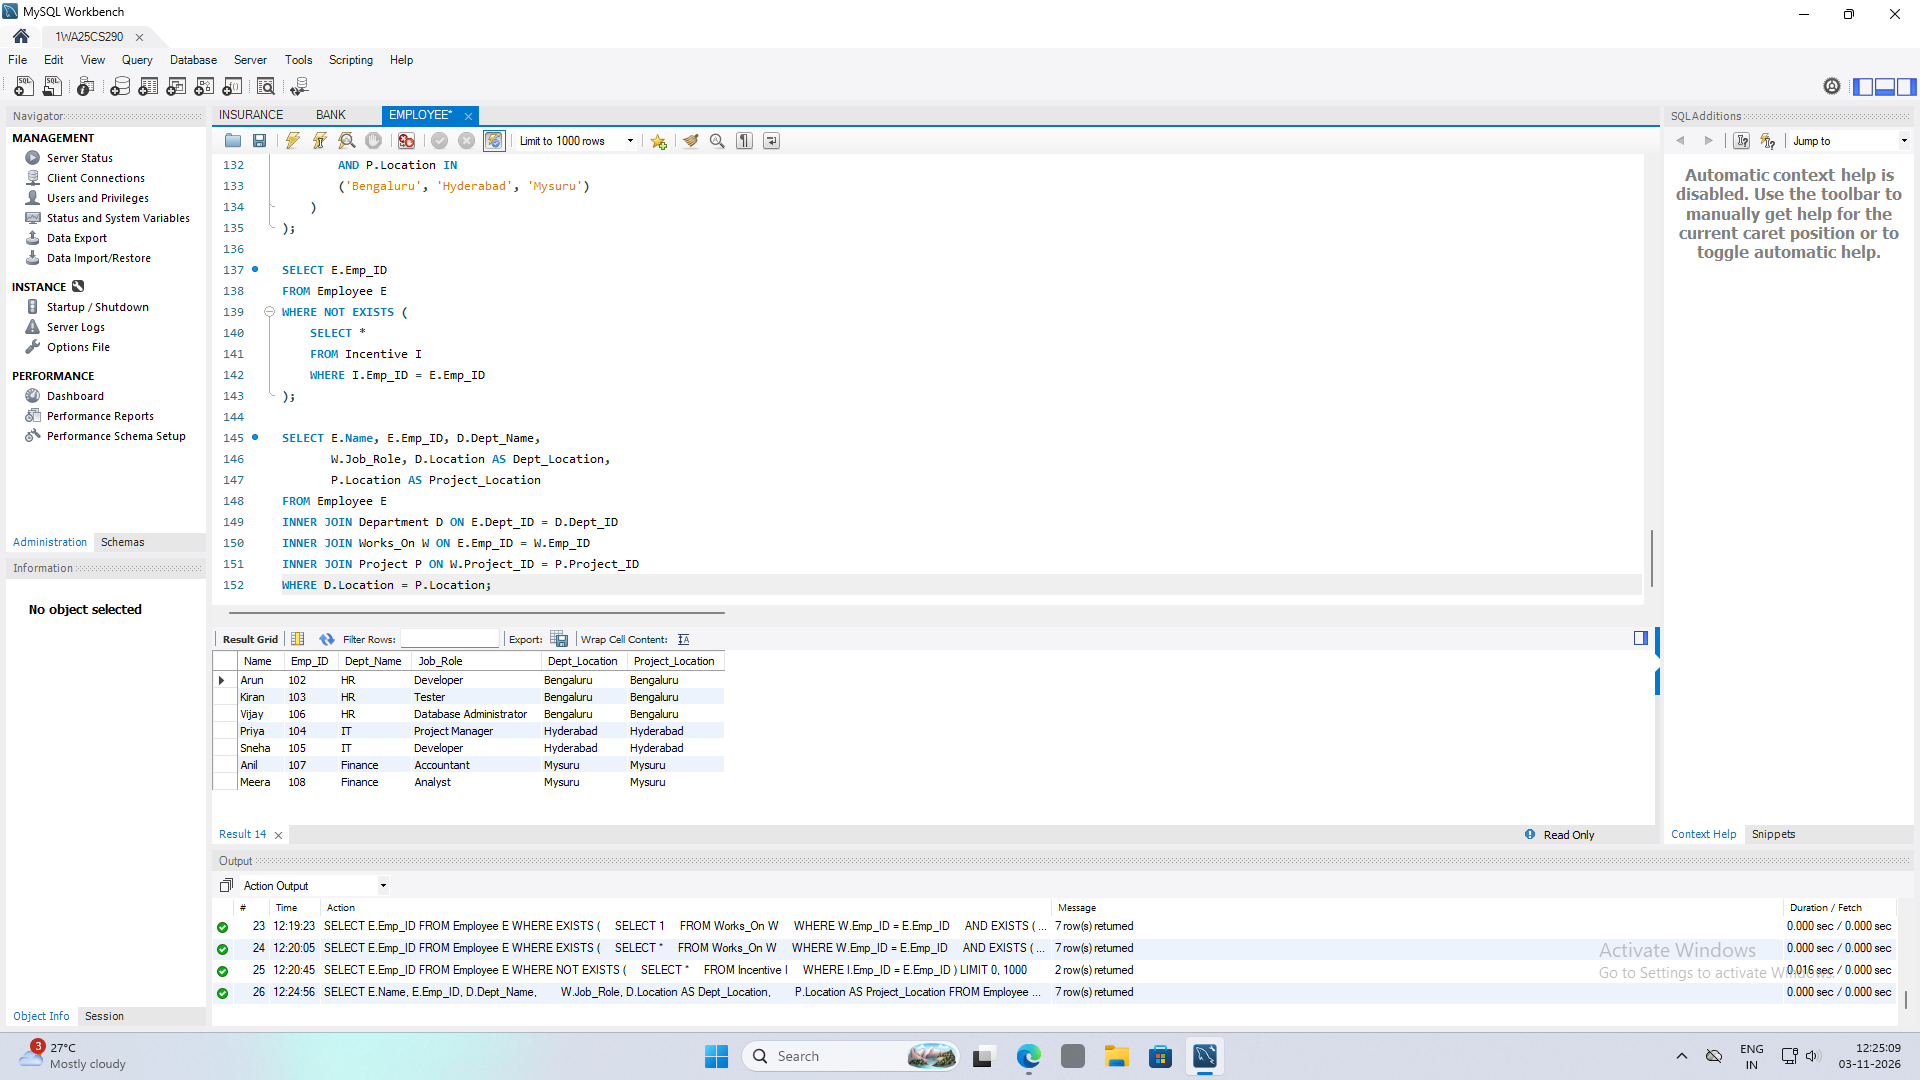 MySQL Workbench
1WA25CS290
File Edit View Query Database Server Tools Scripting Help
Navigator
MANAGEMENT
Server Status
Client Connections
Users and Privileges
Status and System Variables
Data Export
Data Import/Restore
INSTANCE
Startup / Shutdown
Server Logs
Options File
PERFORMANCE
Dashboard
Performance Reports
Performance Schema Setup
Administration Schemas
Information
No object selected
Object Info Session
INSURANCE BANK EMPLOYEE*
Limit to 1000 rows
132 AND P.Location IN
133 ('Bengaluru', 'Hyderabad', 'Mysuru')
134 )
135 );
136
137 SELECT E.Emp_ID
138 FROM Employee E
139 WHERE NOT EXISTS (
140 SELECT *
141 FROM Incentive I
142 WHERE I.Emp_ID = E.Emp_ID
143 );
144
145 SELECT E.Name, E.Emp_ID, D.Dept_Name,
146 W.Job_Role, D.Location AS Dept_Location,
147 P.Location AS Project_Location
148 FROM Employee E
149 INNER JOIN Department D ON E.Dept_ID = D.Dept_ID
150 INNER JOIN Works_On W ON E.Emp_ID = W.Emp_ID
151 INNER JOIN Project P ON W.Project_ID = P.Project_ID
152 WHERE D.Location = P.Location;
Result Grid Filter Rows: Export: Wrap Cell Content:
Name Emp_ID Dept_Name Job_Role Dept_Location Project_Location
Arun 102 HR Developer Bengaluru Bengaluru
Kiran 103 HR Tester Bengaluru Bengaluru
Vijay 106 HR Database Administrator Bengaluru Bengaluru
Priya 104 IT Project Manager Hyderabad Hyderabad
Sneha 105 IT Developer Hyderabad Hyderabad
Anil 107 Finance Accountant Mysuru Mysuru
Meera 108 Finance Analyst Mysuru Mysuru
Result 14 Read Only
SQLAdditions
Jump to
Automatic context help is
disabled. Use the toolbar to
manually get help for the
current caret position or to
toggle automatic help.
Context Help Snippets
Output
Action Output
# Time Action Message Duration / Fetch
23 12:19:23 SELECT E.Emp_ID FROM Employee E WHERE EXISTS ( SELECT 1 FROM Works_On W WHERE W.Emp_ID = E.Emp_ID AND EXISTS ( ... 7 row(s) returned 0.000 sec / 0.000 sec
24 12:20:05 SELECT E.Emp_ID FROM Employee E WHERE EXISTS ( SELECT * FROM Works_On W WHERE W.Emp_ID = E.Emp_ID AND EXISTS ( ... 7 row(s) returned 0.000 sec / 0.000 sec
25 12:20:45 SELECT E.Emp_ID FROM Employee E WHERE NOT EXISTS ( SELECT * FROM Incentive I WHERE I.Emp_ID = E.Emp_ID ) LIMIT 0, 1000 2 row(s) returned 0.016 sec / 0.000 sec
26 12:24:56 SELECT E.Name, E.Emp_ID, D.Dept_Name, W.Job_Role, D.Location AS Dept_Location, P.Location AS Project_Location FROM Employee ... 7 row(s) returned 0.000 sec / 0.000 sec
Activate Windows
Go to Settings to activate Windows.
3
27°C
Mostly cloudy
Search
ENG
IN
12:25:09
03-11-2026